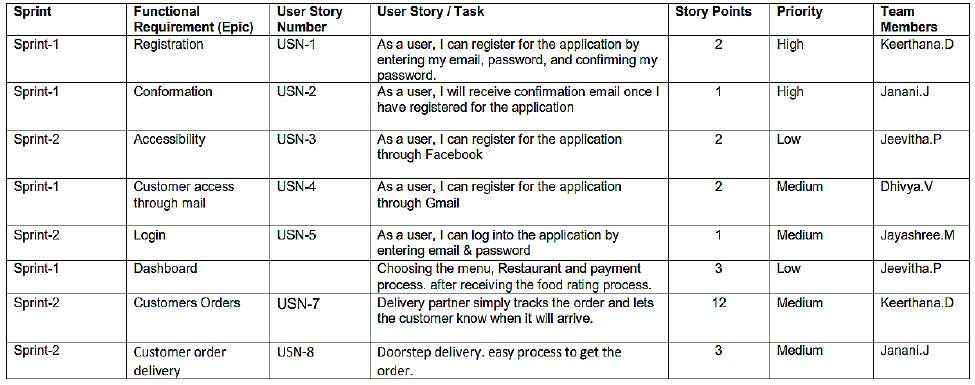 Sprint Functional Requirement (Epic) User Story Number User Story / Task Story Points Priority Team Members
Sprint-1 Registration USN-1 As a user, I can register for the application by 2 High Keerthana.D
entering my email, password, and confirming my
password.
Sprint-1 Conformation USN-2 As a user, I will receive confirmation email once I 1 High Janani.J
have registered for the application
Sprint-2 Accessibility USN-3 As a user, I can register for the application 2 Low Jeevitha.P
through Facebook
Sprint-1 Customer access USN-4 As a user, I can register for the application 2 Medium Dhivya.V
through mail through Gmail
Sprint-2 Login USN-5 As a user, I can log into the application by 1 Medium Jayashree.M
entering email & password
Sprint-1 Dashboard Choosing the menu, Restaurant and payment 3 Low Jeevitha.P
process. after receiving the food rating process.
Sprint-2 Customers Orders USN-7 Delivery partner simply tracks the order and lets 12 Medium Keerthana.D
the customer know when it will arrive.
Sprint-2 Customer order USN-8 Doorstep delivery. easy process to get the 3 Medium Janani.J
delivery order.